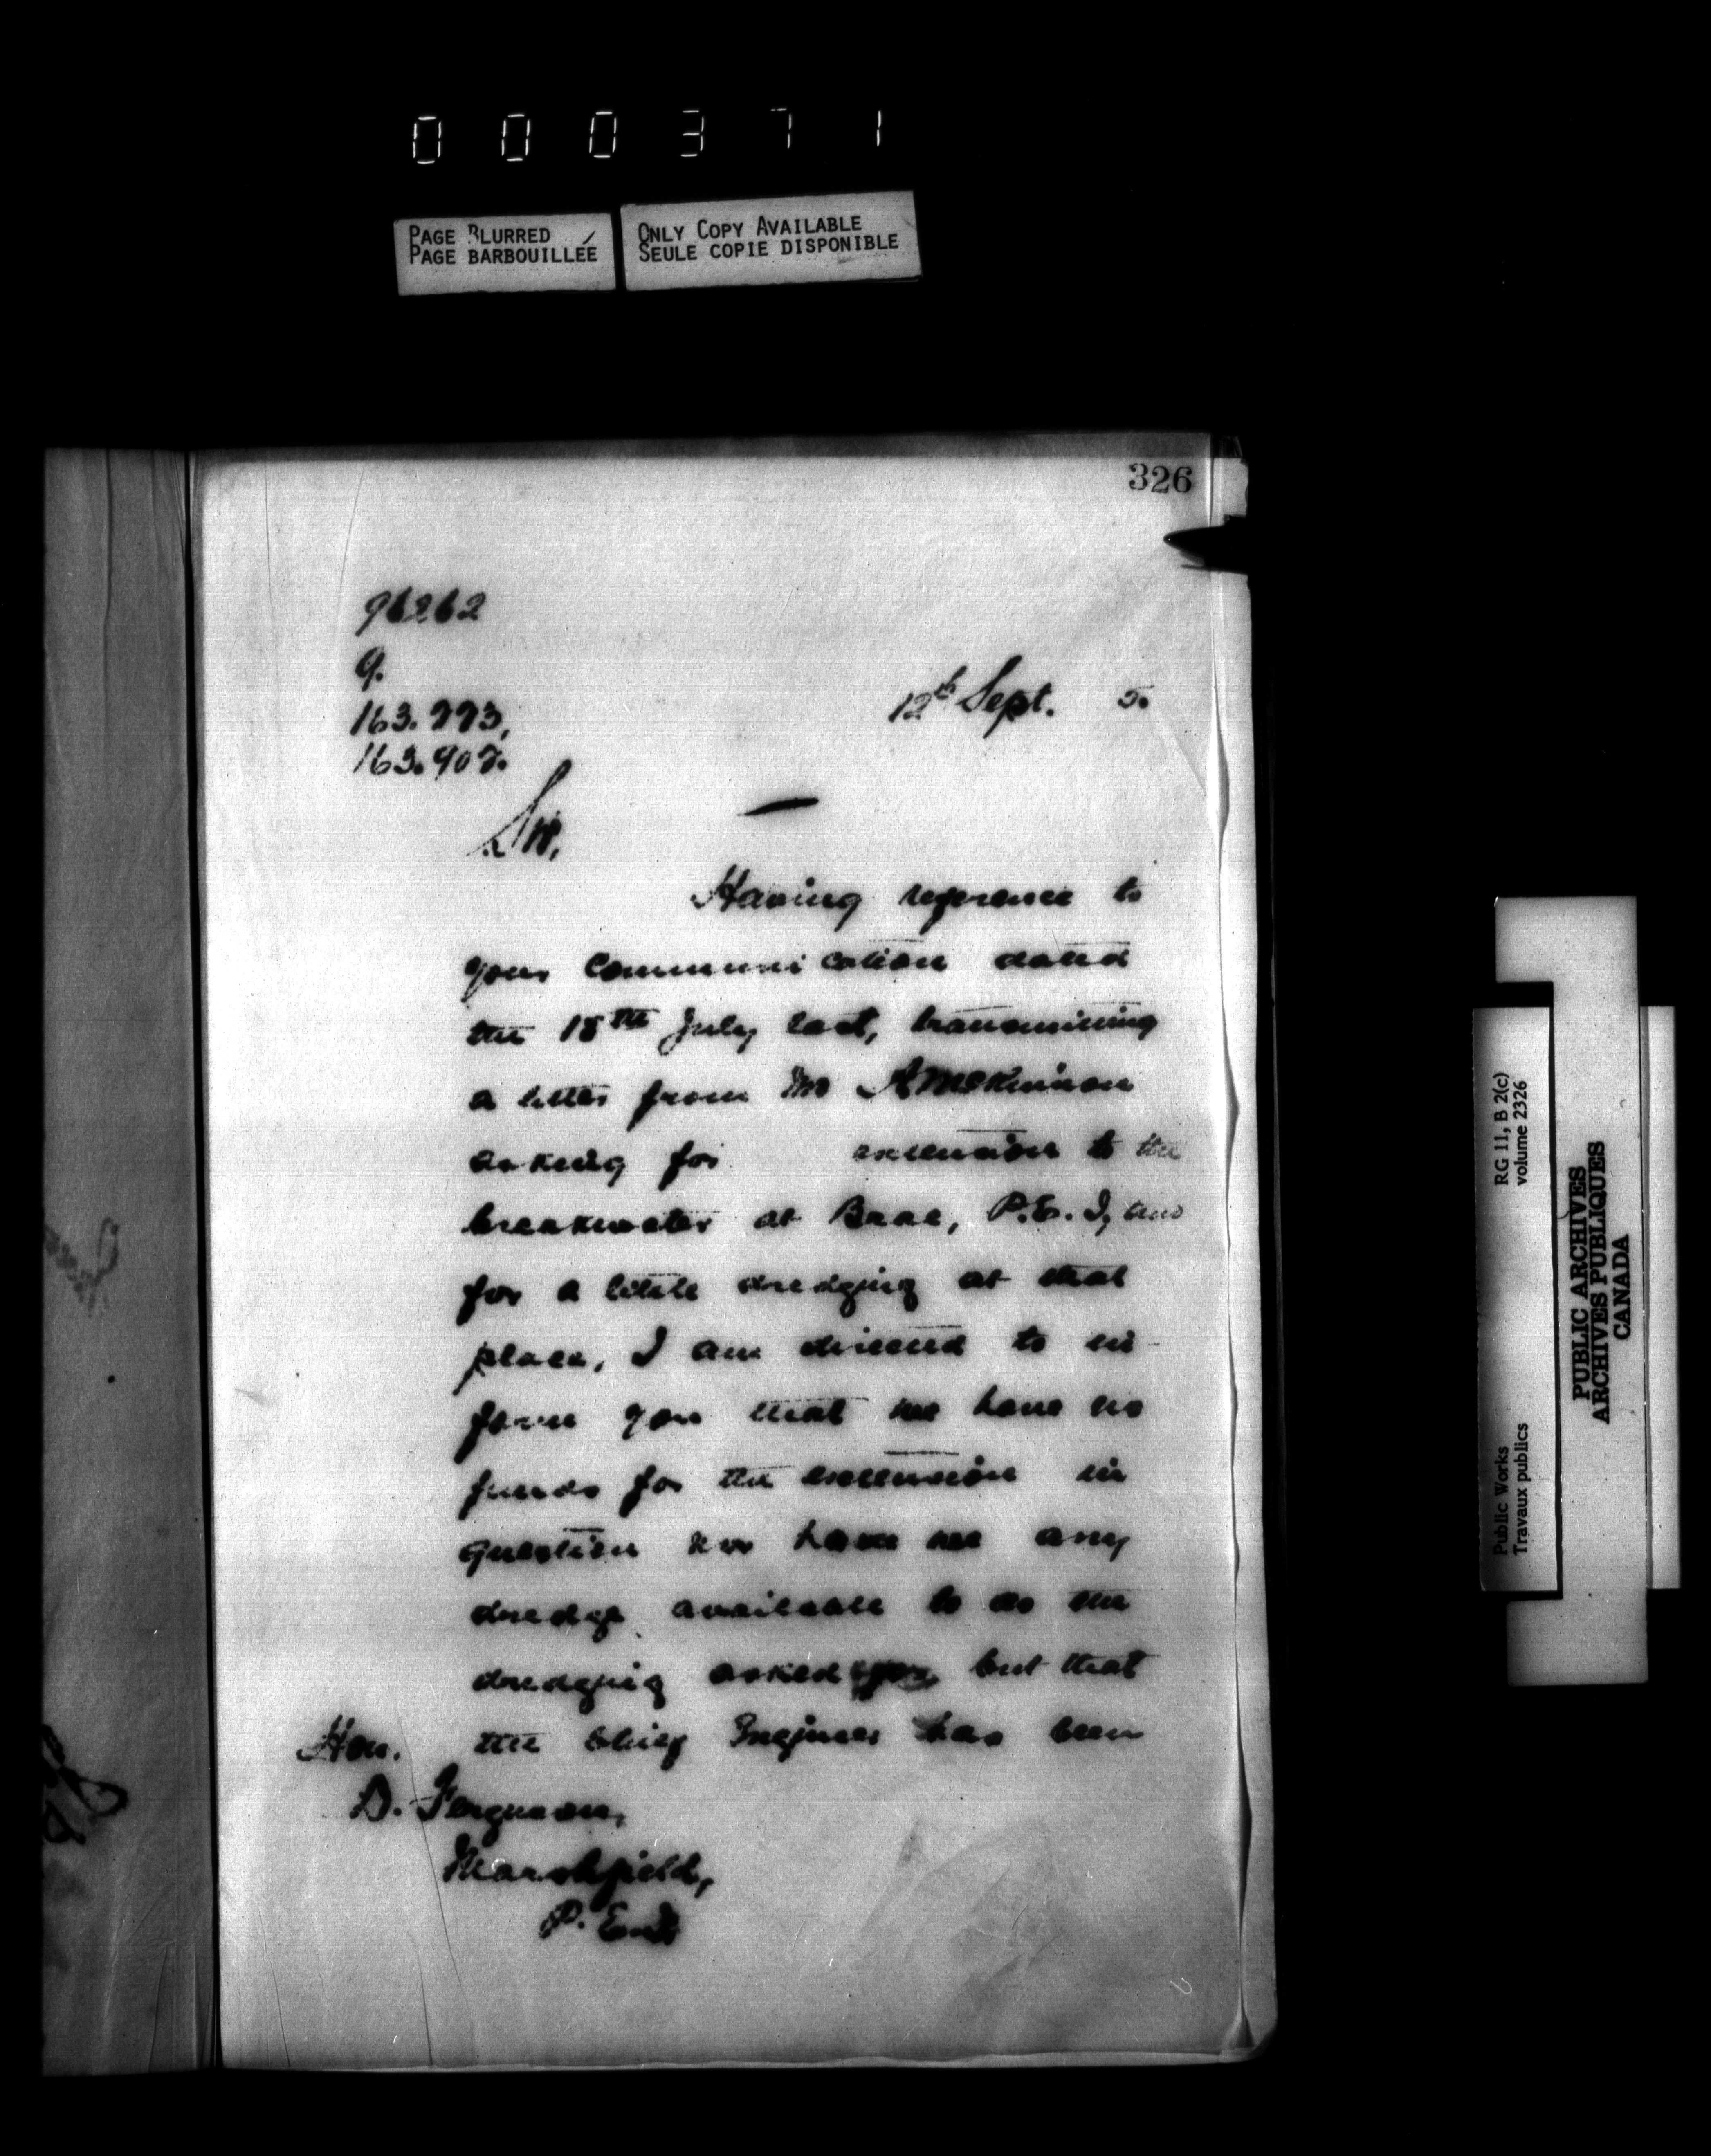 0 0 0 3 7 1
PAGE BLURRED
PAGE BARBOUILLÉE
ONLY COPY AVAILABLE
SEULE COPIE DISPONIBLE
326
96262
9.
12th Sept. 5.
Sir,
Having reference to
your Communication dated
the 18th July last, transmitting
a letter from Mr A McKinnon
asking for extension to the
breakwater at Brae, P.E.I, and
for a little dredging at that
place, I am directed to in-
form you that we have no
funds for the extension in
question nor have we any
dredge available to do the
dredging asked for, but that
the Chief Engineer has been
Hon.
D. Ferguson,
Marshfield,
P.E.I.
Public Works
Travaux publics
RG 11, B 2(c)
volume 2326
PUBLIC ARCHIVES
ARCHIVES PUBLIQUES
CANADA